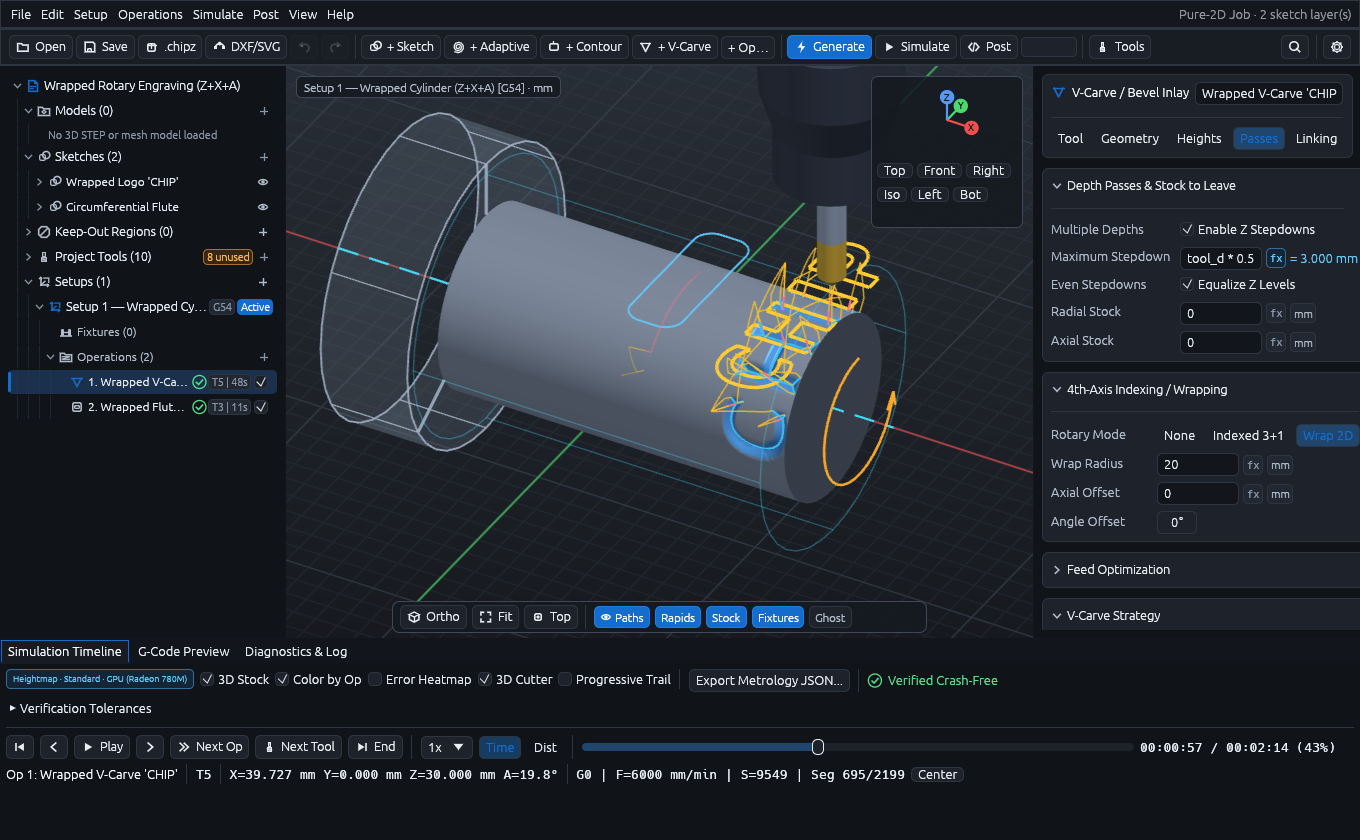 File Edit Setup Operations Simulate Post View Help
Pure-2D Job · 2 sketch layer(s)
Open Save .chipz DXF/SVG + Sketch + Adaptive + Contour + V-Carve + Op... Generate Simulate Post Tools
Wrapped Rotary Engraving (Z+X+A)
Models (0) +
No 3D STEP or mesh model loaded
Sketches (2) +
Wrapped Logo 'CHIP'
Circumferential Flute
Keep-Out Regions (0) +
Project Tools (10) 8 unused +
Setups (1) +
Setup 1 — Wrapped Cy... G54 Active
Fixtures (0)
Operations (2) +
1. Wrapped V-Ca... T5 | 48s
2. Wrapped Flut... T3 | 11s
Setup 1 — Wrapped Cylinder (Z+X+A) [G54] · mm
Z
Y
X
Top Front Right
Iso Left Bot
Ortho Fit Top Paths Rapids Stock Fixtures Ghost
V-Carve / Bevel Inlay Wrapped V-Carve 'CHIP
Tool Geometry Heights Passes Linking
Depth Passes & Stock to Leave
Multiple Depths Enable Z Stepdowns
Maximum Stepdown tool_d * 0.5 fx = 3.000 mm
Even Stepdowns Equalize Z Levels
Radial Stock 0 fx mm
Axial Stock 0 fx mm
4th-Axis Indexing / Wrapping
Rotary Mode None Indexed 3+1 Wrap 2D
Wrap Radius 20 fx mm
Axial Offset 0 fx mm
Angle Offset 0°
Feed Optimization
V-Carve Strategy
Simulation Timeline G-Code Preview Diagnostics & Log
Heightmap · Standard · GPU (Radeon 780M) 3D Stock Color by Op Error Heatmap 3D Cutter Progressive Trail Export Metrology JSON... Verified Crash-Free
Verification Tolerances
Play Next Op Next Tool End 1x Time Dist 00:00:57 / 00:02:14 (43%)
Op 1: Wrapped V-Carve 'CHIP' T5 X=39.727 mm Y=0.000 mm Z=30.000 mm A=19.8° G0 | F=6000 mm/min | S=9549 | Seg 695/2199 Center